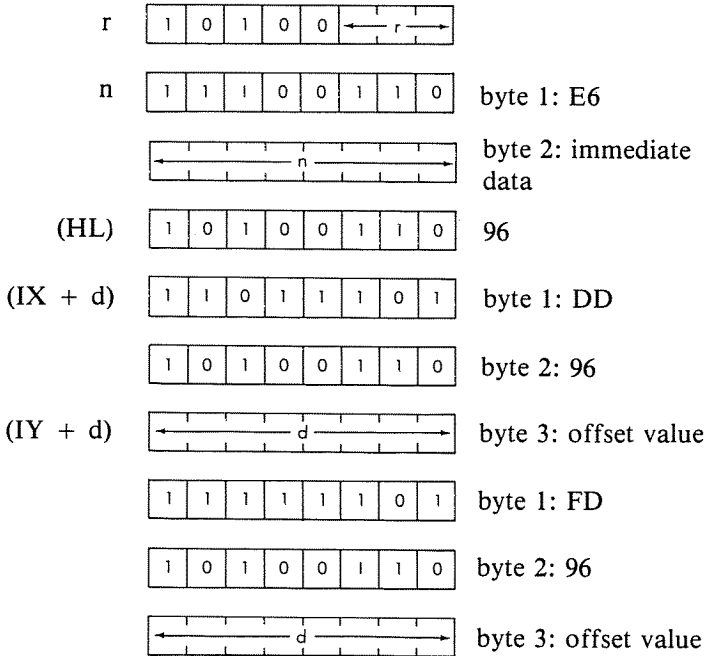 r 1 0 1 0 0 r
n 1 1 1 0 0 1 1 0 byte 1: E6
n byte 2: immediate
data
(HL) 1 0 1 0 0 1 1 0 96
(IX + d) 1 1 0 1 1 1 0 1 byte 1: DD
1 0 1 0 0 1 1 0 byte 2: 96
(IY + d) d byte 3: offset value
1 1 1 1 1 1 0 1 byte 1: FD
1 0 1 0 0 1 1 0 byte 2: 96
d byte 3: offset value